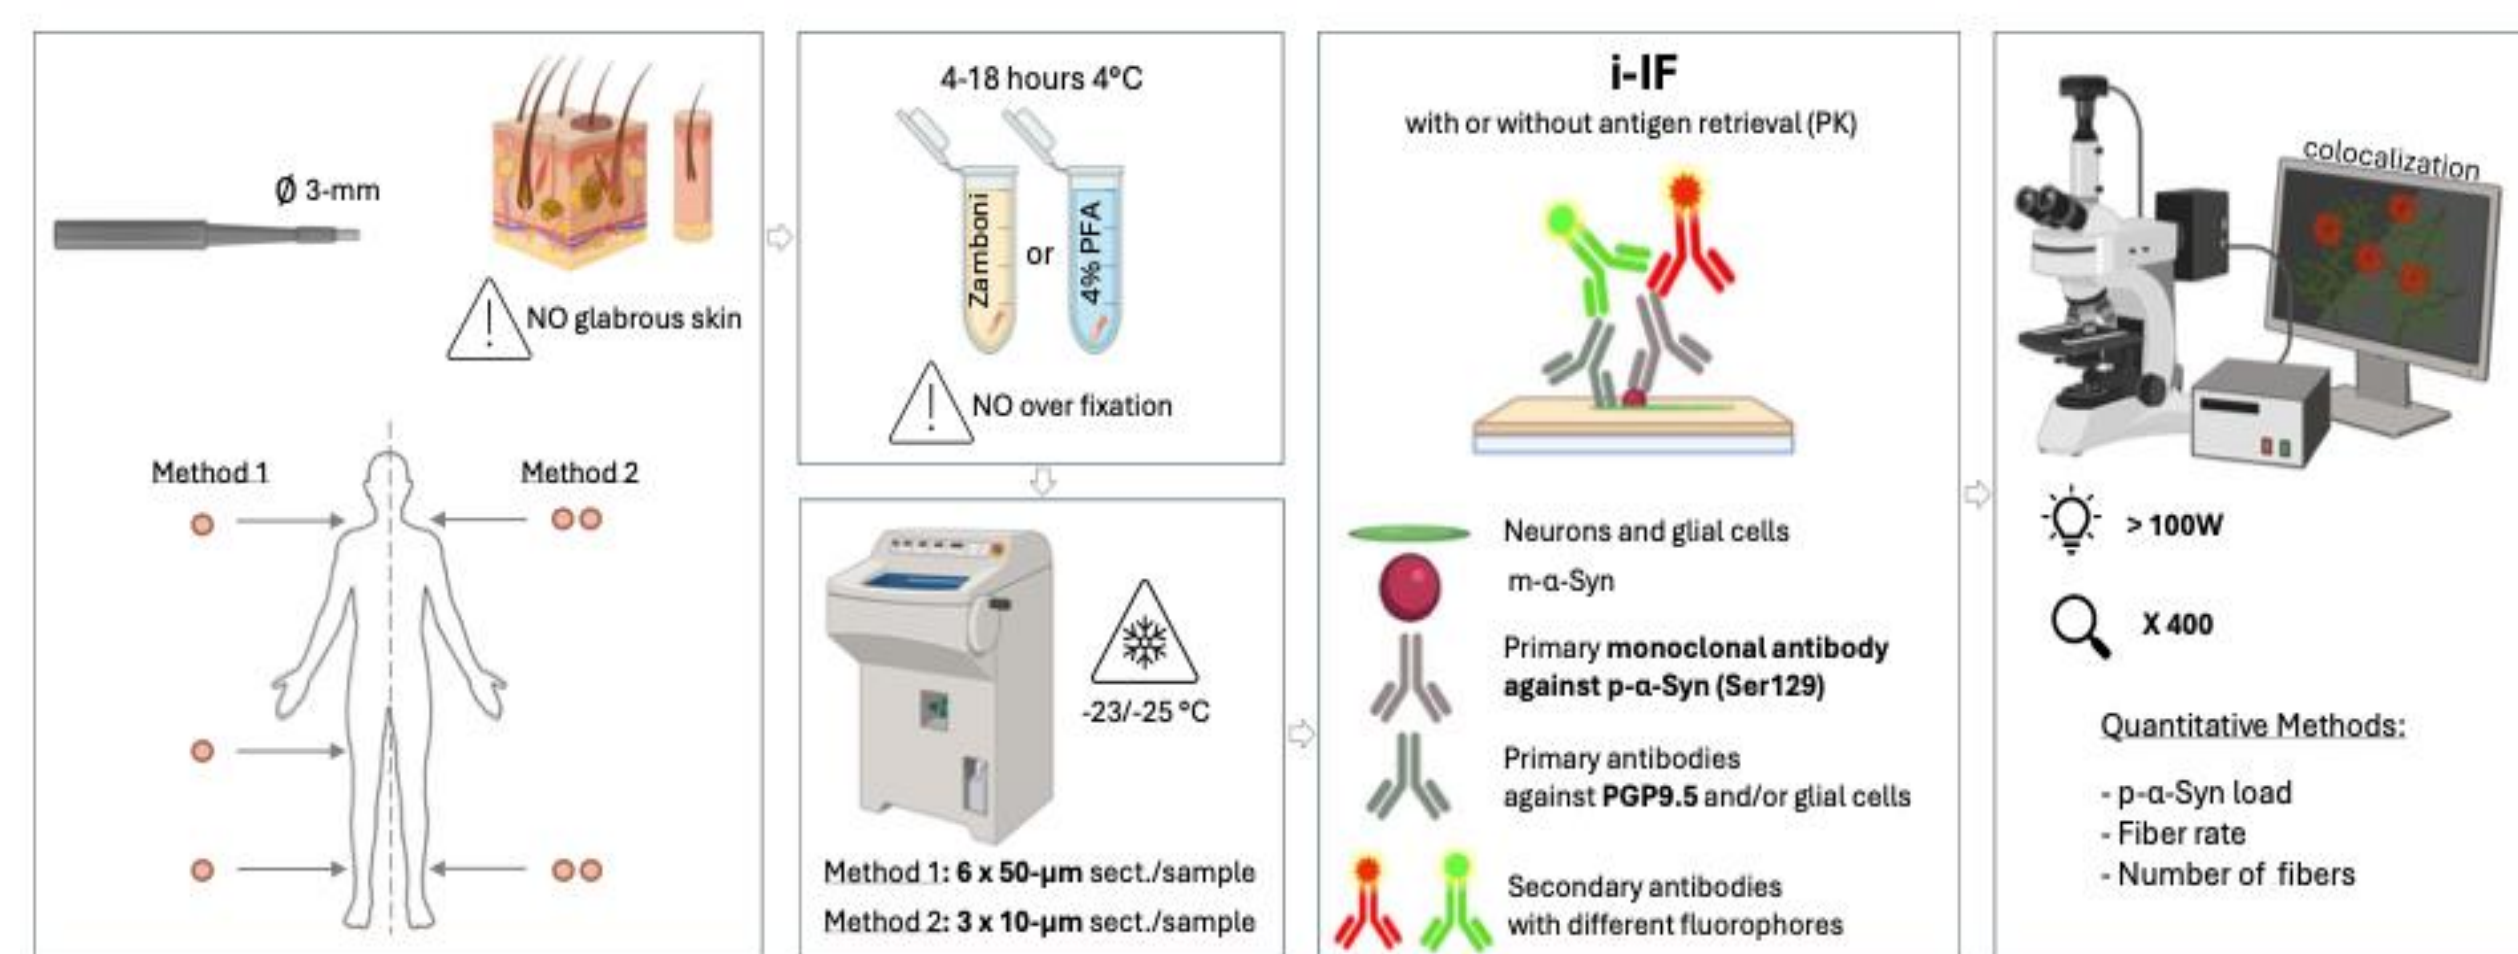 Ø 3-mm
NO glabrous skin
Method 1
Method 2
4-18 hours 4°C
Zamboni
or
4% PFA
NO over fixation
-23/-25 °C
Method 1: 6 x 50-µm sect./sample
Method 2: 3 x 10-µm sect./sample
i-IF
with or without antigen retrieval (PK)
Neurons and glial cells
m-α-Syn
Primary monoclonal antibody
against p-α-Syn (Ser129)
Primary antibodies
against PGP9.5 and/or glial cells
Secondary antibodies
with different fluorophores
colocalization
> 100W
X 400
Quantitative Methods:
- p-α-Syn load
- Fiber rate
- Number of fibers